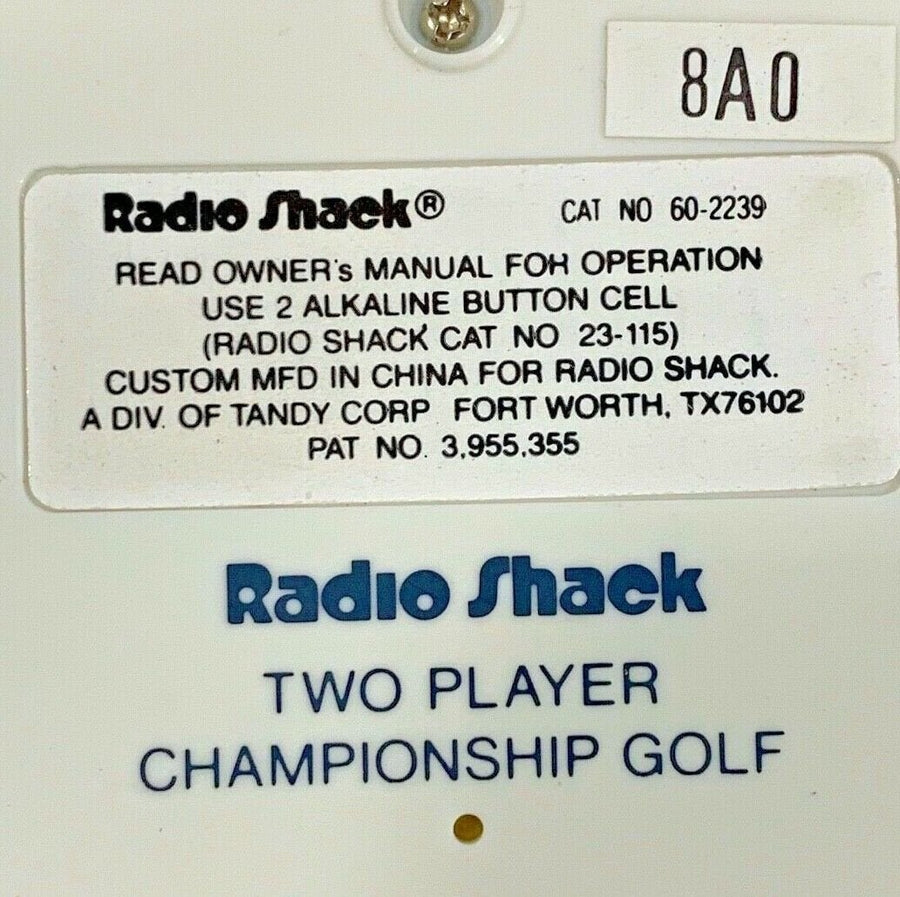 8A0
Radio Shack® CAT NO 60-2239
READ OWNER's MANUAL FOR OPERATION
USE 2 ALKALINE BUTTON CELL
(RADIO SHACK CAT NO 23-115)
CUSTOM MFD IN CHINA FOR RADIO SHACK.
A DIV. OF TANDY CORP FORT WORTH, TX76102
PAT NO. 3,955,355
Radio Shack
TWO PLAYER
CHAMPIONSHIP GOLF